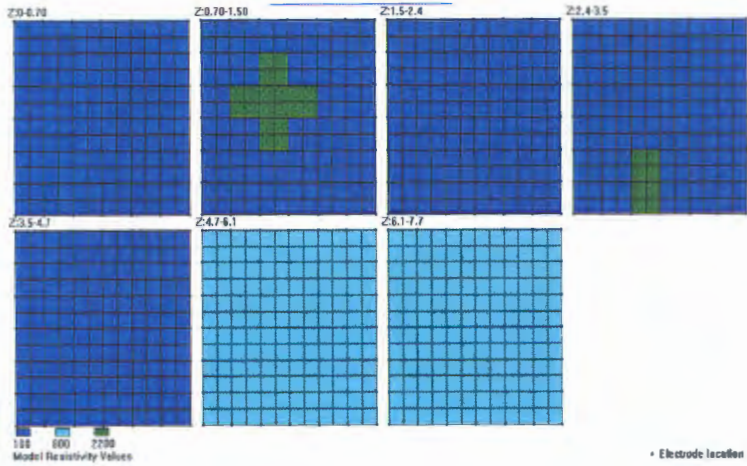 Z:0-0.70
Z:0.70-1.50
Z:1.5-2.4
Z:2.4-3.5
Z:3.5-4.7
Z:4.7-6.1
Z:6.1-7.7
100 600 2200
Model Resistivity Values
• Electrode location